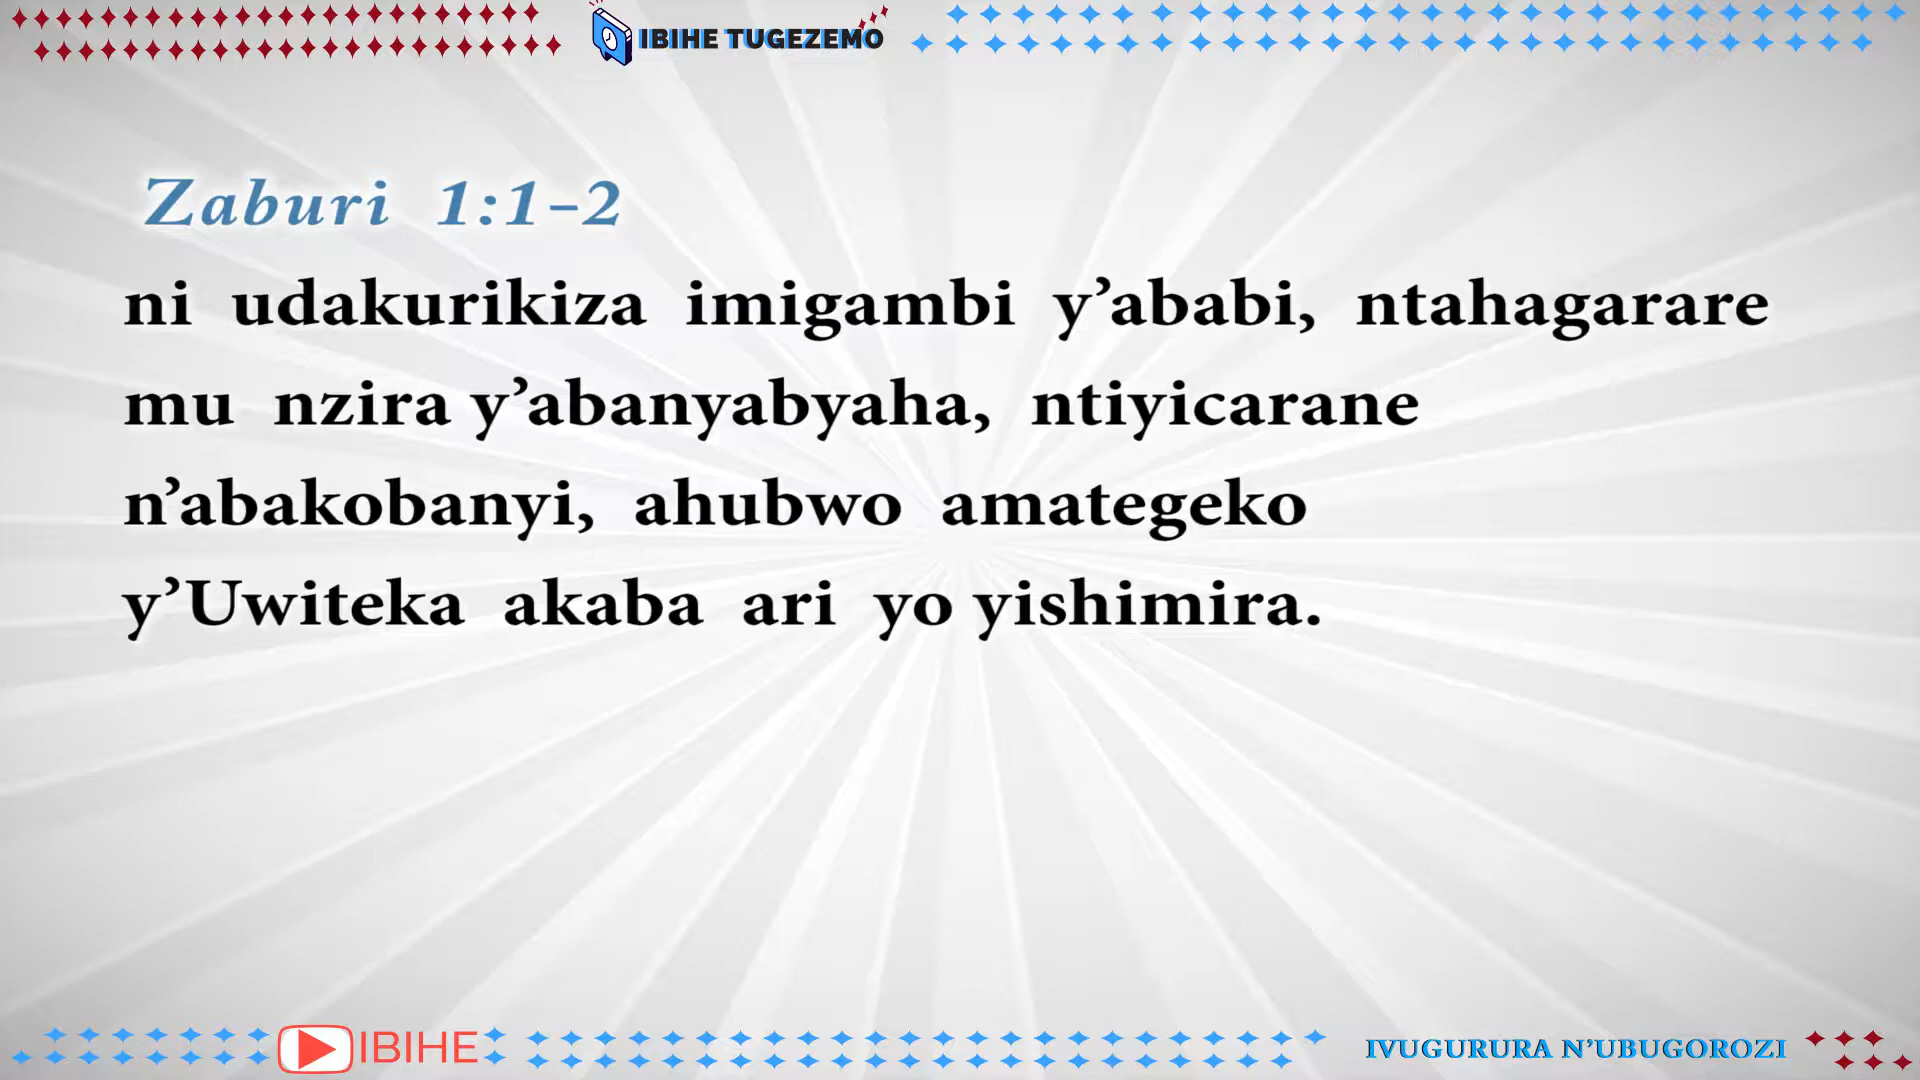 IBIHE TUGEZEMO
Zaburi 1:1-2
ni udakurikiza imigambi y’ababi, ntahagarare
mu nzira y’abanyabyaha, ntiyicarane
n’abakobanyi, ahubwo amategeko
y’Uwiteka akaba ari yo yishimira.
IBIHE
IVUGURURA N’UBUGOROZI